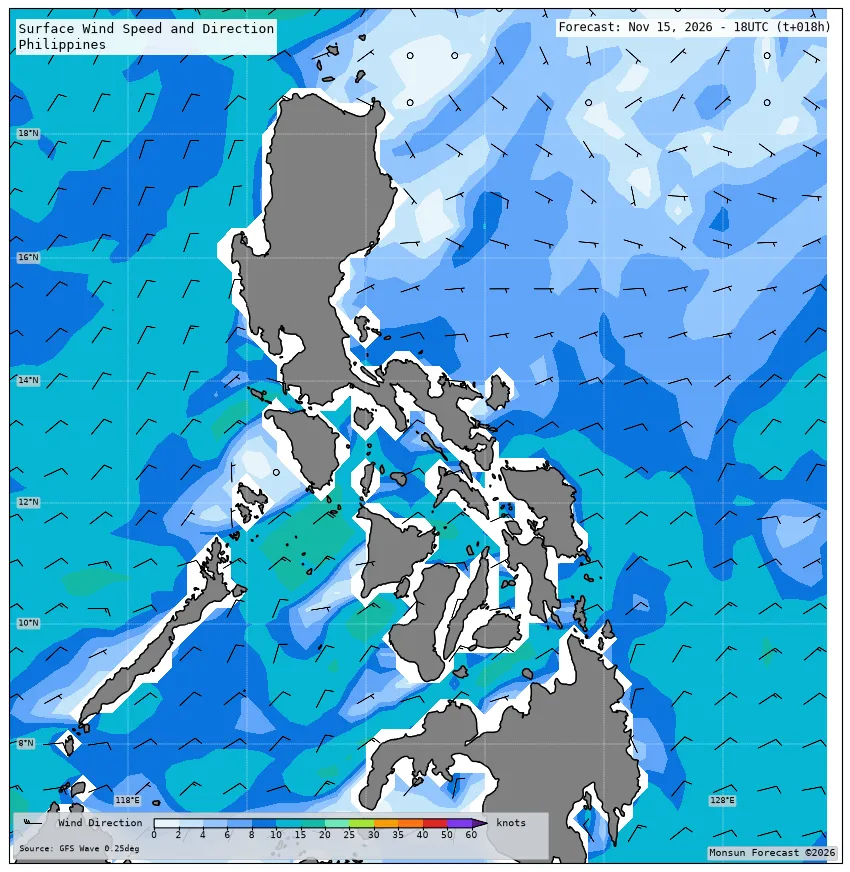 Surface Wind Speed and Direction
Philippines
Forecast: Nov 15, 2026 - 18UTC (t+018h)
18°N
16°N
14°N
12°N
10°N
8°N
118°E
128°E
Wind Direction
knots
0 2 4 6 8 10 15 20 25 30 35 40 50 60
Source: GFS Wave 0.25deg
Monsun Forecast ©2026